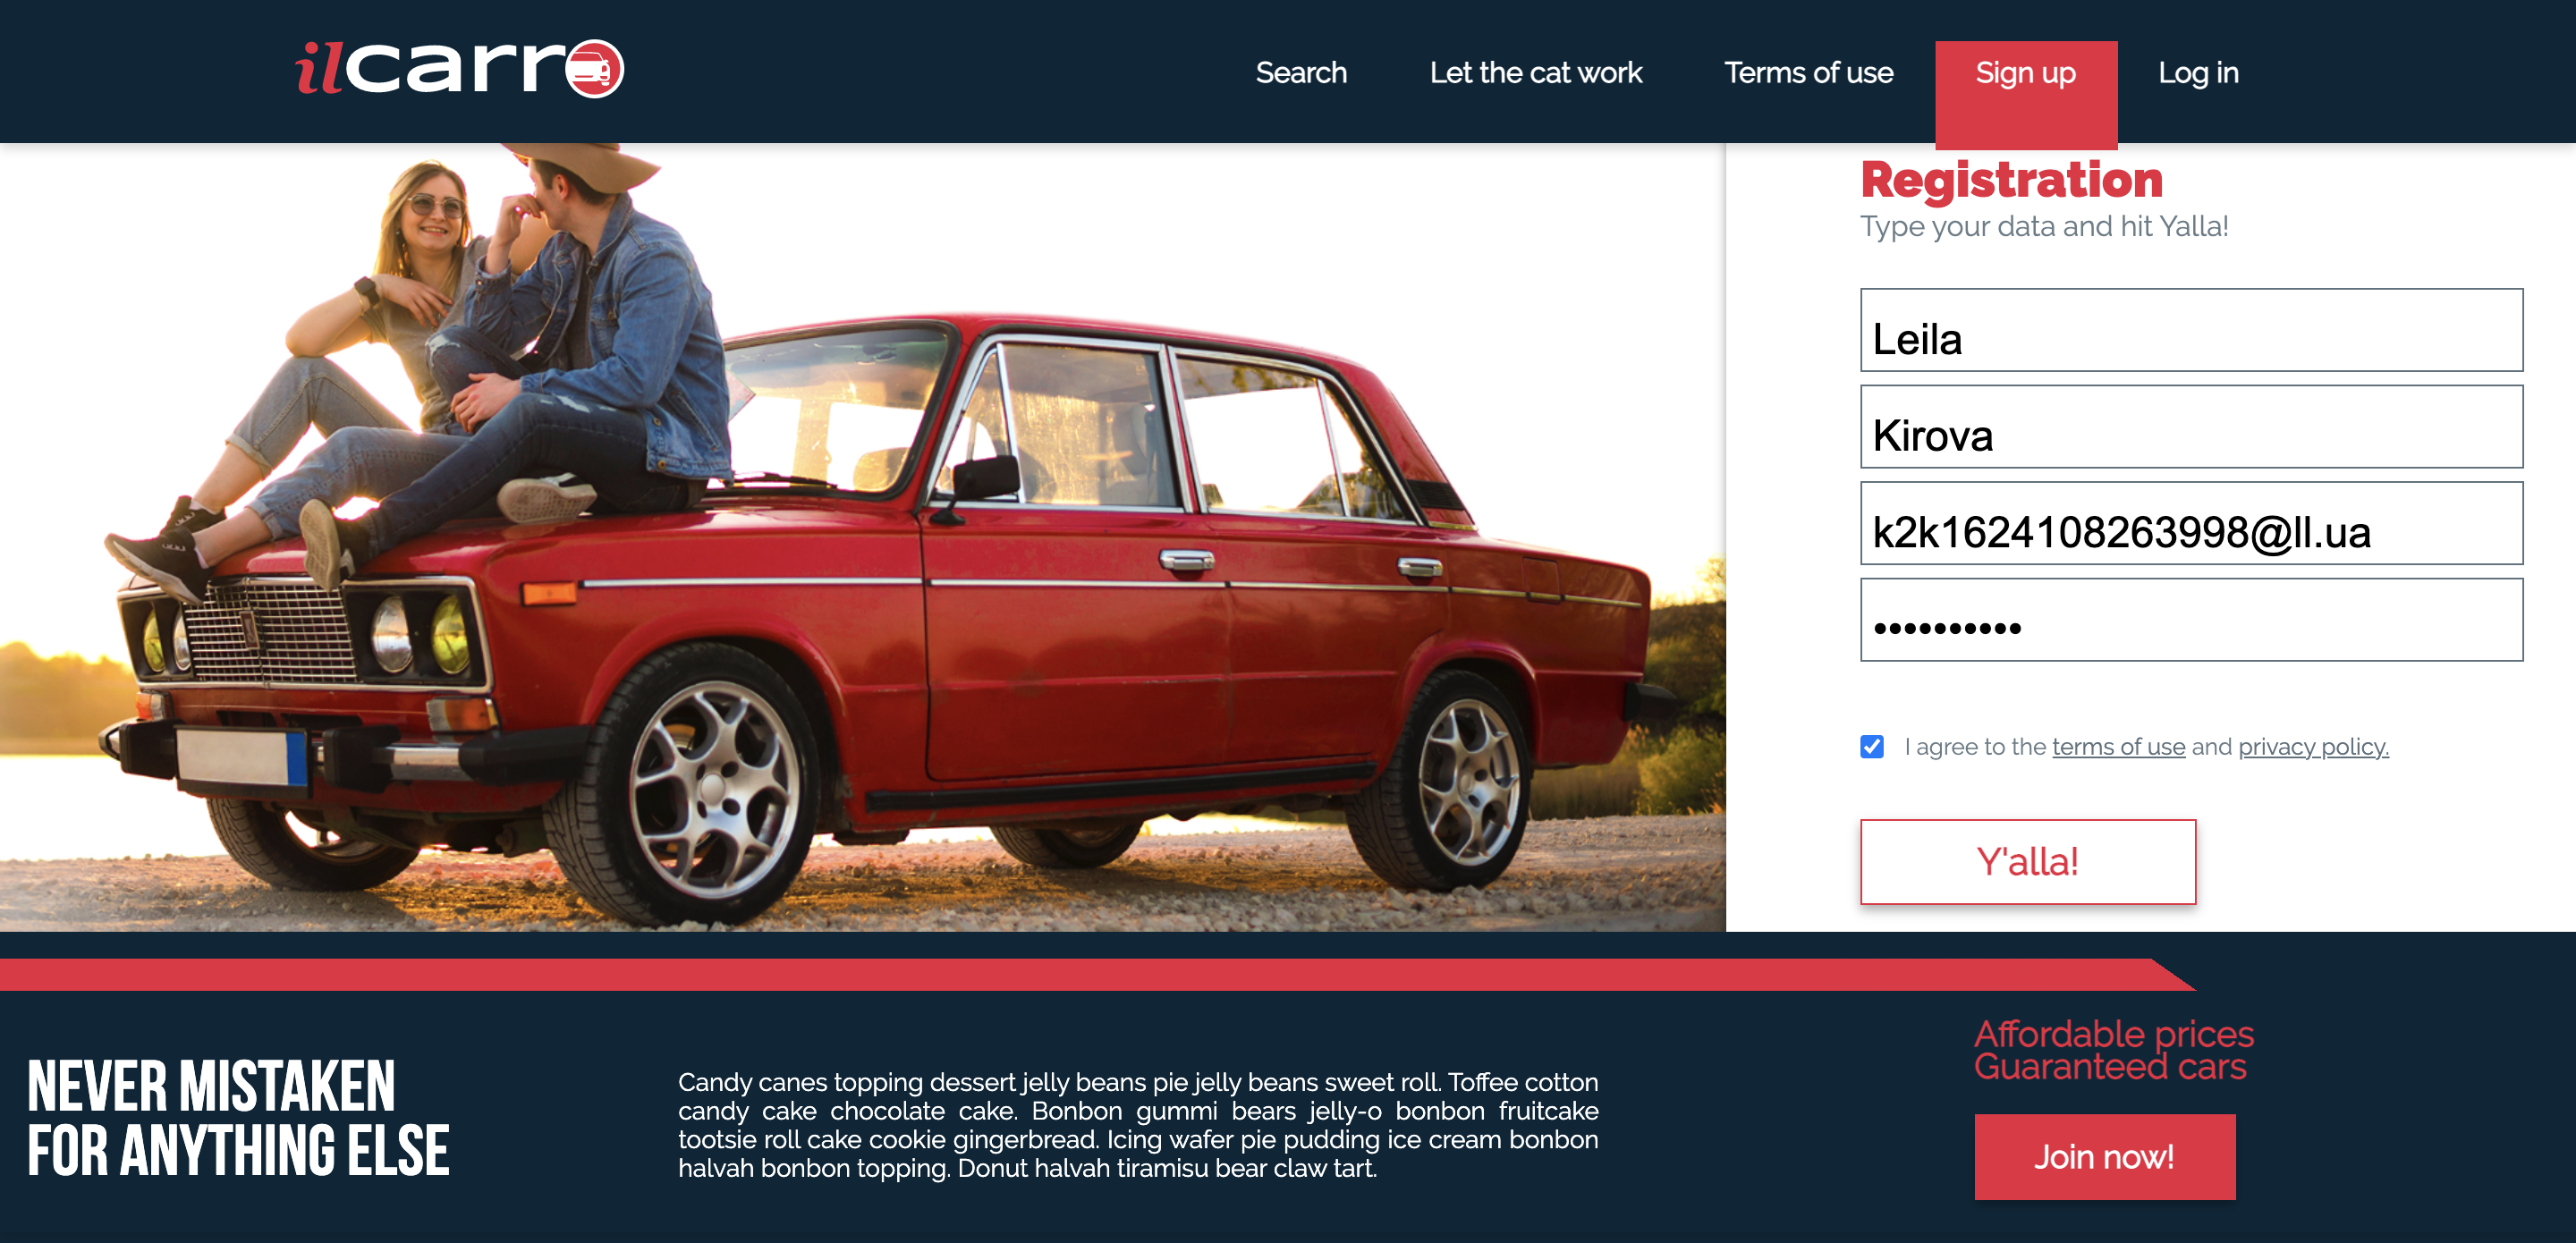 ilcarro
Search
Let the cat work
Terms of use
Sign up
Log in
Registration
Type your data and hit Yalla!
Leila
Kirova
k2k1624108263998@ll.ua
••••••••••
I agree to the terms of use and privacy policy.
Y'alla!
NEVER MISTAKEN
FOR ANYTHING ELSE
Candy canes topping dessert jelly beans pie jelly beans sweet roll. Toffee cotton
candy cake chocolate cake. Bonbon gummi bears jelly-o bonbon fruitcake
tootsie roll cake cookie gingerbread. Icing wafer pie pudding ice cream bonbon
halvah bonbon topping. Donut halvah tiramisu bear claw tart.
Affordable prices
Guaranteed cars
Join now!